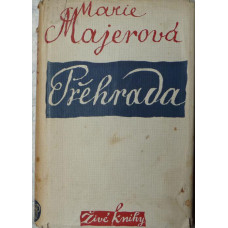 Marie
Majerová
Přehrada
Živé knihy